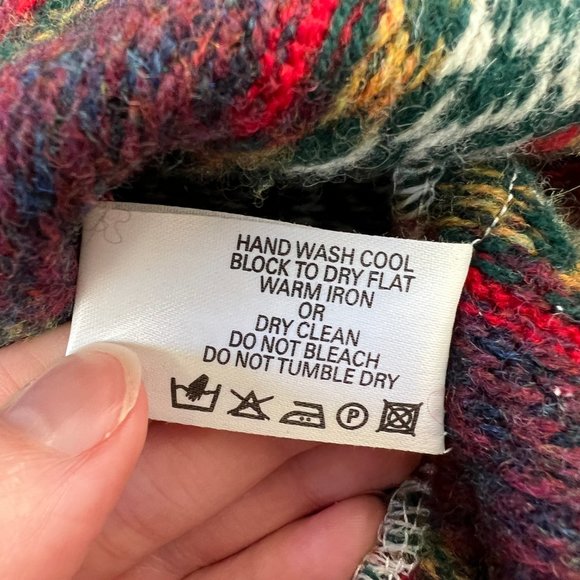 HAND WASH COOL
BLOCK TO DRY FLAT
WARM IRON
OR
DRY CLEAN
DO NOT BLEACH
DO NOT TUMBLE DRY
P